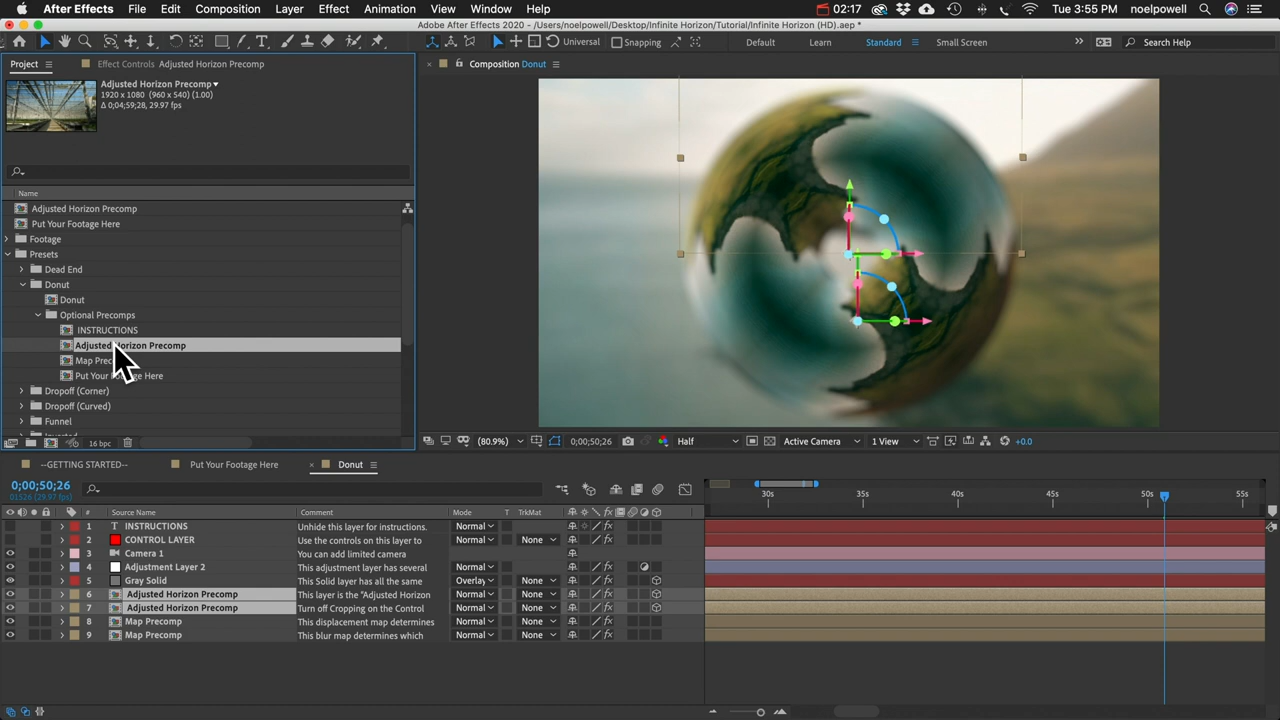 After Effects File Edit Composition Layer Effect Animation View Window Help 02:17 Tue 3:55 PM noelpowell
Adobe After Effects 2020 - /Users/noelpowell/Desktop/Infinite Horizon/Tutorial/Infinite Horizon (HD).aep *
Universal Snapping Default Learn Standard Small Screen Search Help
Project Effect Controls Adjusted Horizon Precomp
Composition Donut
Adjusted Horizon Precomp
1920 x 1080 (960 x 540) (1.00)
Δ 0;04;59;28, 29.97 fps
Name
Adjusted Horizon Precomp
Put Your Footage Here
Footage
Presets
Dead End
Donut
Donut
Optional Precomps
INSTRUCTIONS
Adjusted Horizon Precomp
Map
Put Your Footage Here
Dropoff (Corner)
Dropoff (Curved)
Funnel
16 bpc
(80.9%) 0;00;50;26 Half Active Camera 1 View +0.0
--GETTING STARTED-- Put Your Footage Here Donut
0;00;50;26
01526 (29.97 fps)
30s 35s 40s 45s 50s 55s
# Source Name Comment Mode T TrkMat
1 T INSTRUCTIONS Unhide this layer for instructions. Normal
2 CONTROL LAYER Use the controls on this layer to Normal None
3 Camera 1 You can add limited camera
4 Adjustment Layer 2 This adjustment layer has several Normal
5 Gray Solid This Solid layer has all the same Overlay None
6 Adjusted Horizon Precomp This layer is the "Adjusted Horizon Normal None
7 Adjusted Horizon Precomp Turn off Cropping on the Control Normal None
8 Map Precomp This displacement map determines Normal None
9 Map Precomp This blur map determines which Normal None